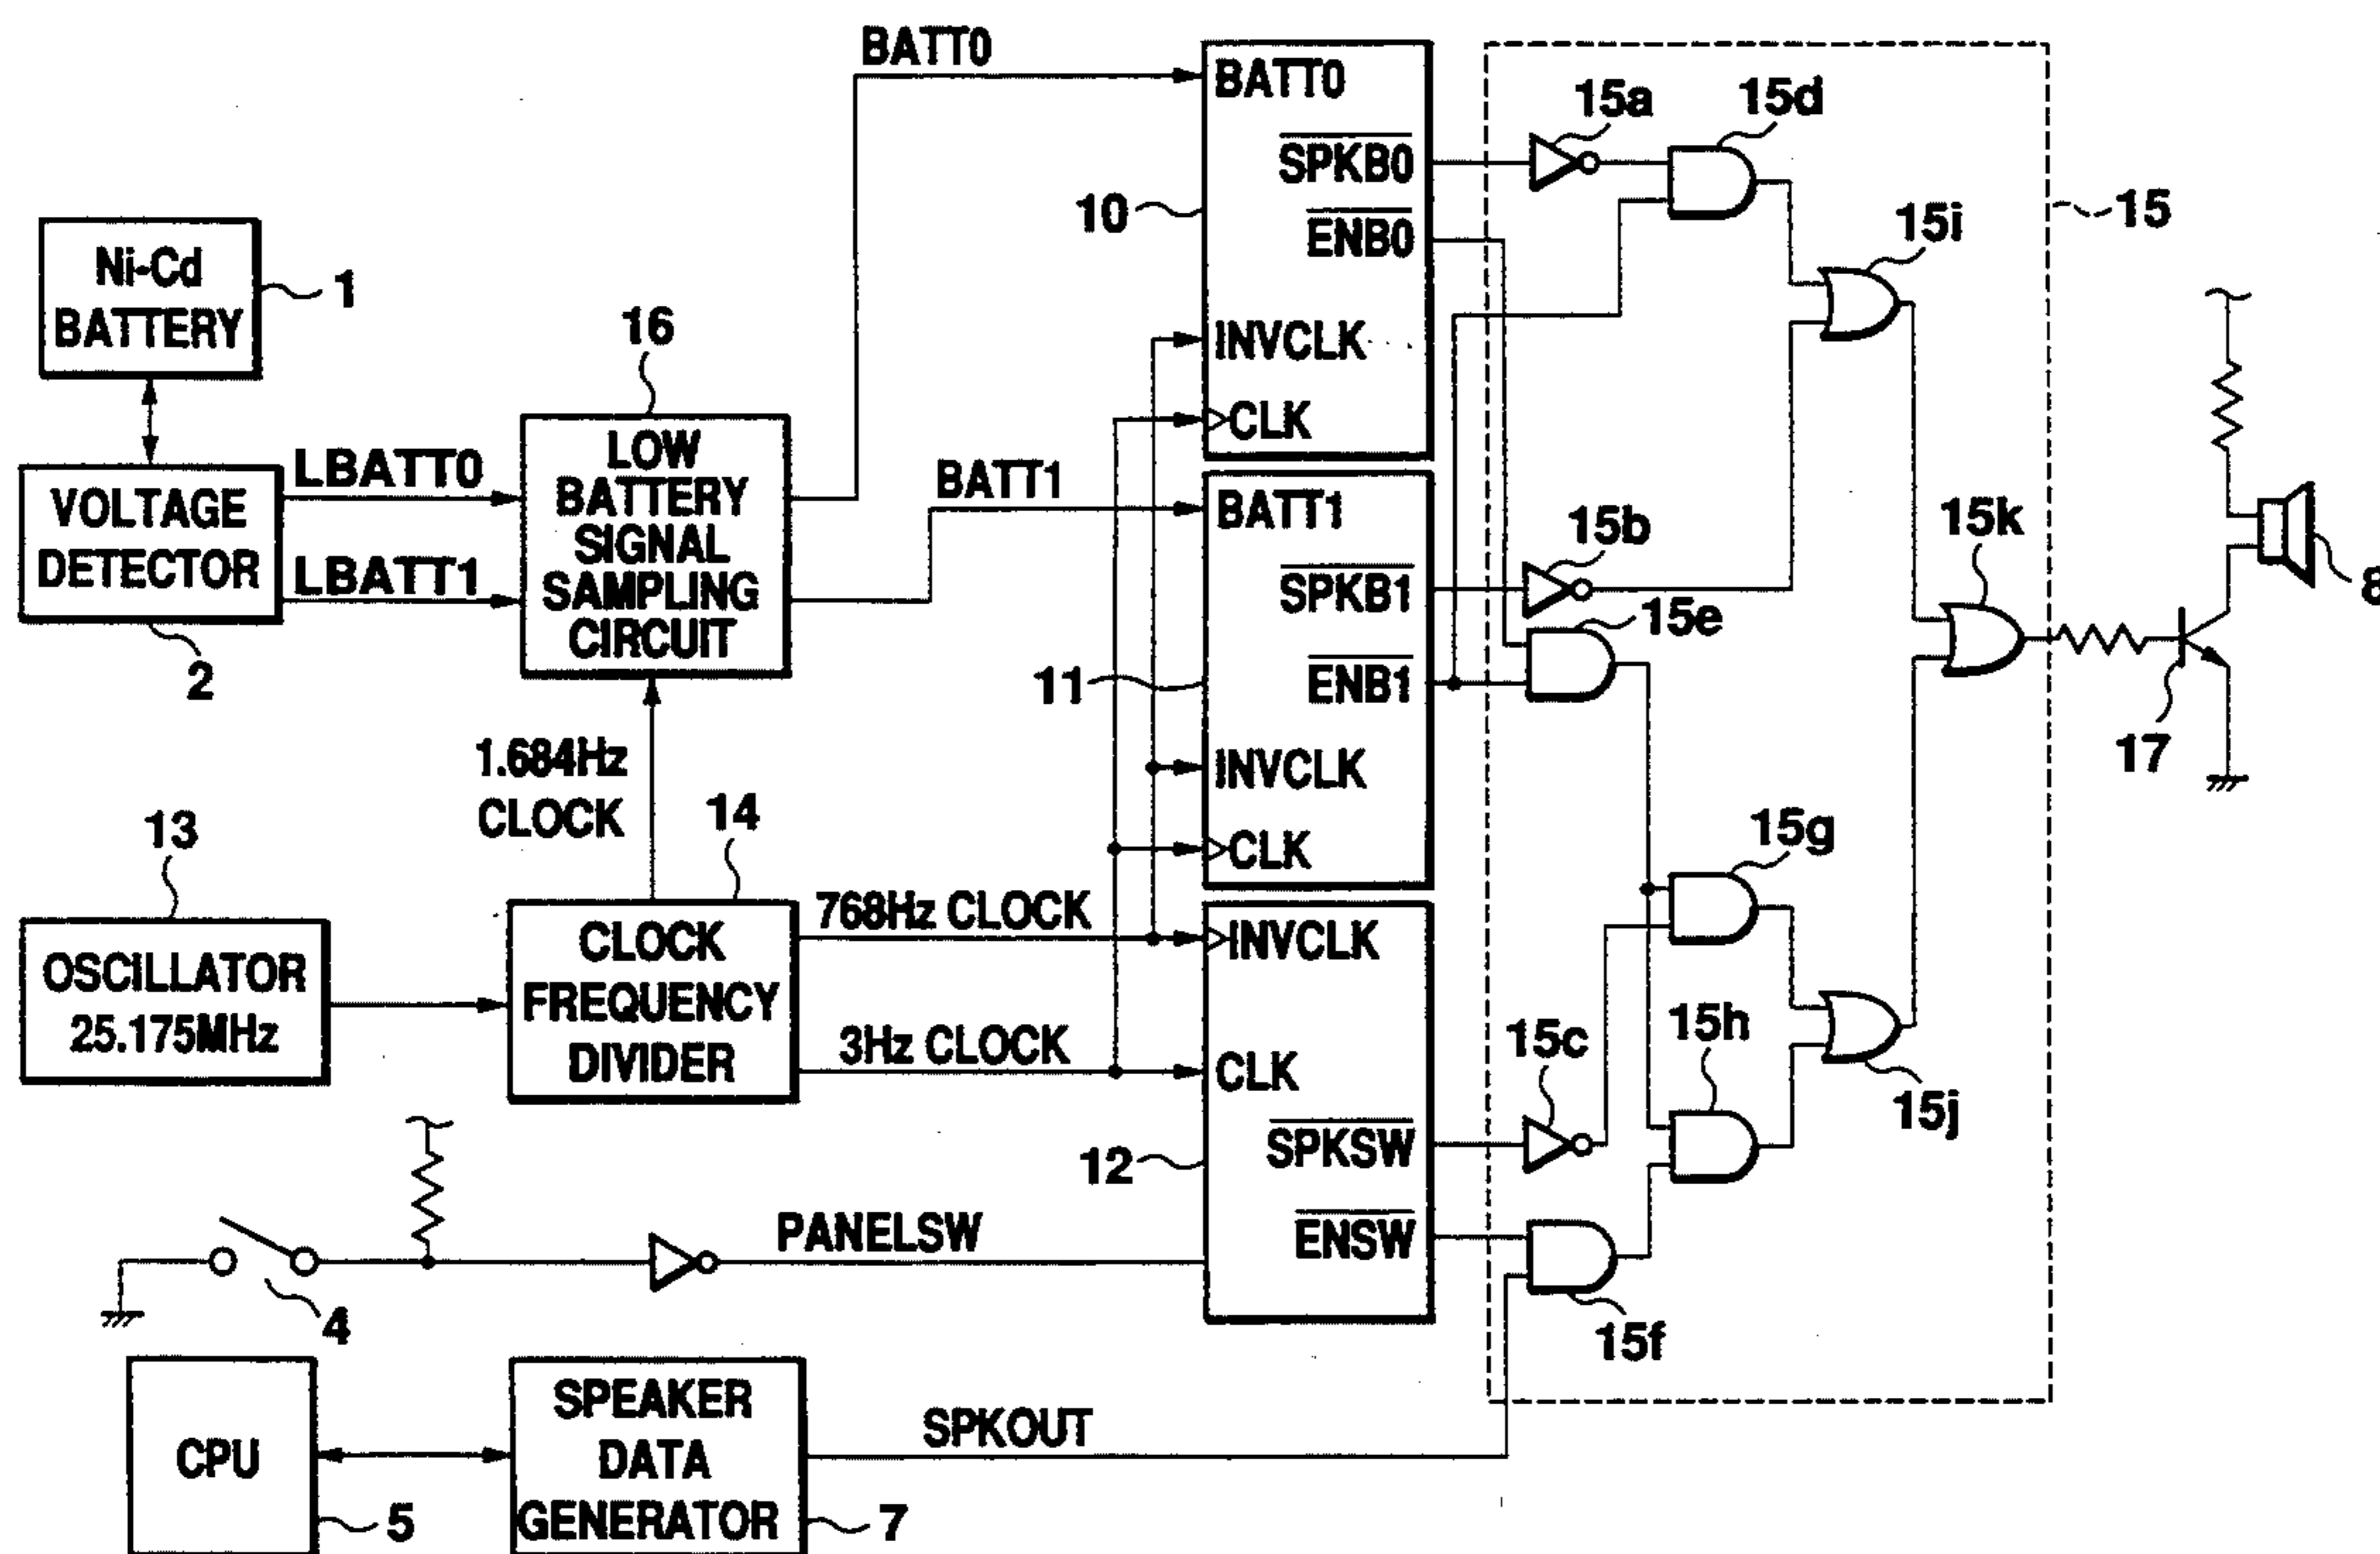 BATT0
BATT0
15a
15d
SPKB0
10
ENB0
15
15i
Ni-Cd
BATTERY
1
16
INVCLK
CLK
LOW
BATTERY
SIGNAL
SAMPLING
CIRCUIT
LBATT0
LBATT1
VOLTAGE
DETECTOR
2
BATT1
BATT1
15b
15k
SPKB1
15e
8
11
ENB1
17
1.684Hz
CLOCK
INVCLK
13
14
15g
CLK
768Hz CLOCK
INVCLK
OSCILLATOR
25.175MHz
CLOCK
FREQUENCY
DIVIDER
3Hz CLOCK
CLK
15c
15h
15j
12
SPKSW
PANELSW
ENSW
4
15f
CPU
5
SPEAKER
DATA
GENERATOR
7
SPKOUT